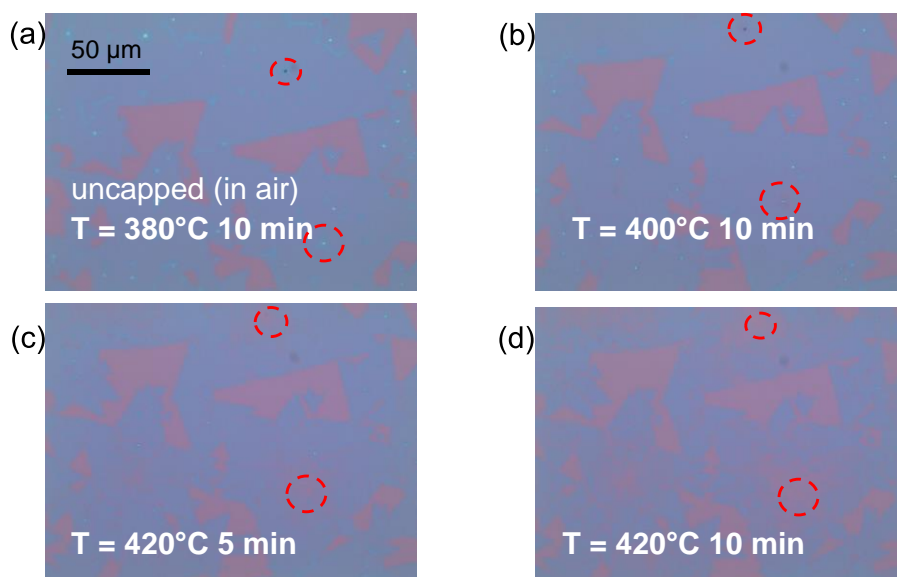 (a)
50 μm
uncapped (in air)
T = 380°C 10 min
(b)
T = 400°C 10 min
(c)
T = 420°C 5 min
(d)
T = 420°C 10 min